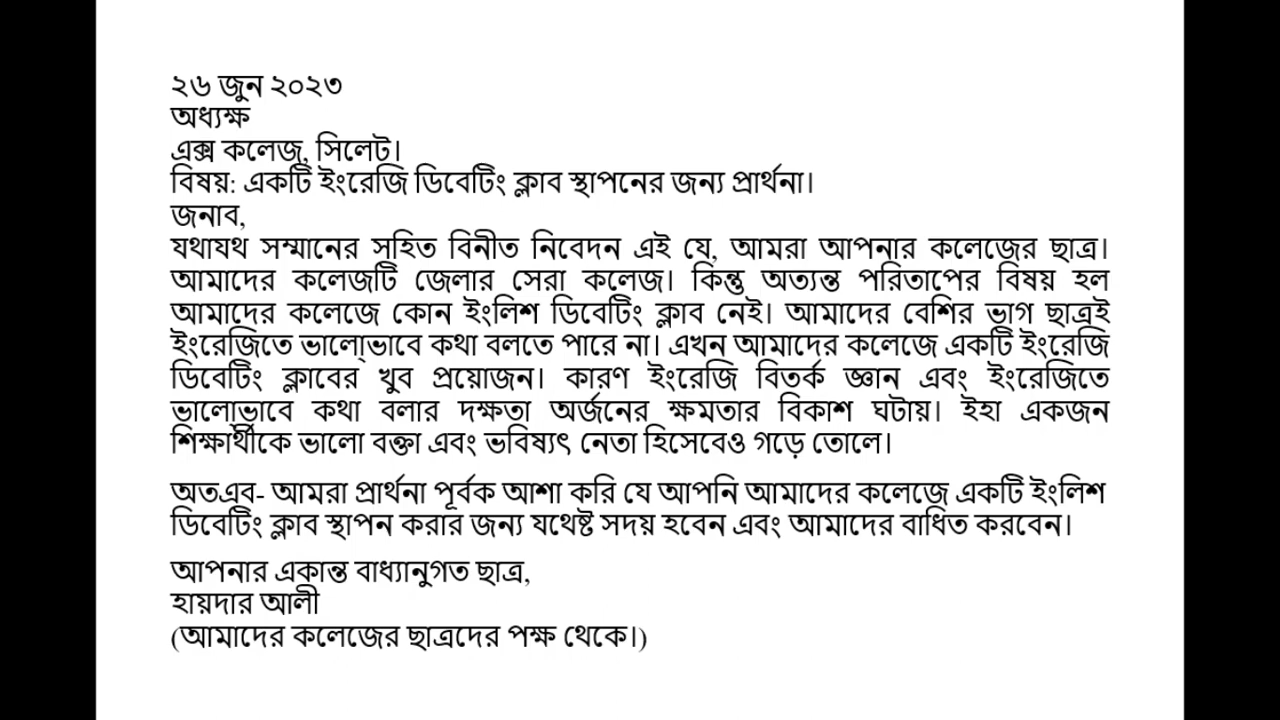 ২৬ জুন ২০২৩
অধ্যক্ষ
এক্স কলেজ, সিলেট।
বিষয়: একটি ইংরেজি ডিবেটিং ক্লাব স্থাপনের জন্য প্রার্থনা।
জনাব,
যথাযথ সম্মানের সহিত বিনীত নিবেদন এই যে, আমরা আপনার কলেজের ছাত্র।
আমাদের কলেজটি জেলার সেরা কলেজ। কিন্তু অত্যন্ত পরিতাপের বিষয় হল
আমাদের কলেজে কোন ইংলিশ ডিবেটিং ক্লাব নেই। আমাদের বেশির ভাগ ছাত্রই
ইংরেজিতে ভালোভাবে কথা বলতে পারে না। এখন আমাদের কলেজে একটি ইংরেজি
ডিবেটিং ক্লাবের খুব প্রয়োজন। কারণ ইংরেজি বিতর্ক জ্ঞান এবং ইংরেজিতে
ভালোভাবে কথা বলার দক্ষতা অর্জনের ক্ষমতার বিকাশ ঘটায়। ইহা একজন
শিক্ষার্থীকে ভালো বক্তা এবং ভবিষ্যৎ নেতা হিসেবেও গড়ে তোলে।
অতএব- আমরা প্রার্থনা পূর্বক আশা করি যে আপনি আমাদের কলেজে একটি ইংলিশ
ডিবেটিং ক্লাব স্থাপন করার জন্য যথেষ্ট সদয় হবেন এবং আমাদের বাধিত করবেন।
আপনার একান্ত বাধ্যানুগত ছাত্র,
হায়দার আলী
(আমাদের কলেজের ছাত্রদের পক্ষ থেকে।)